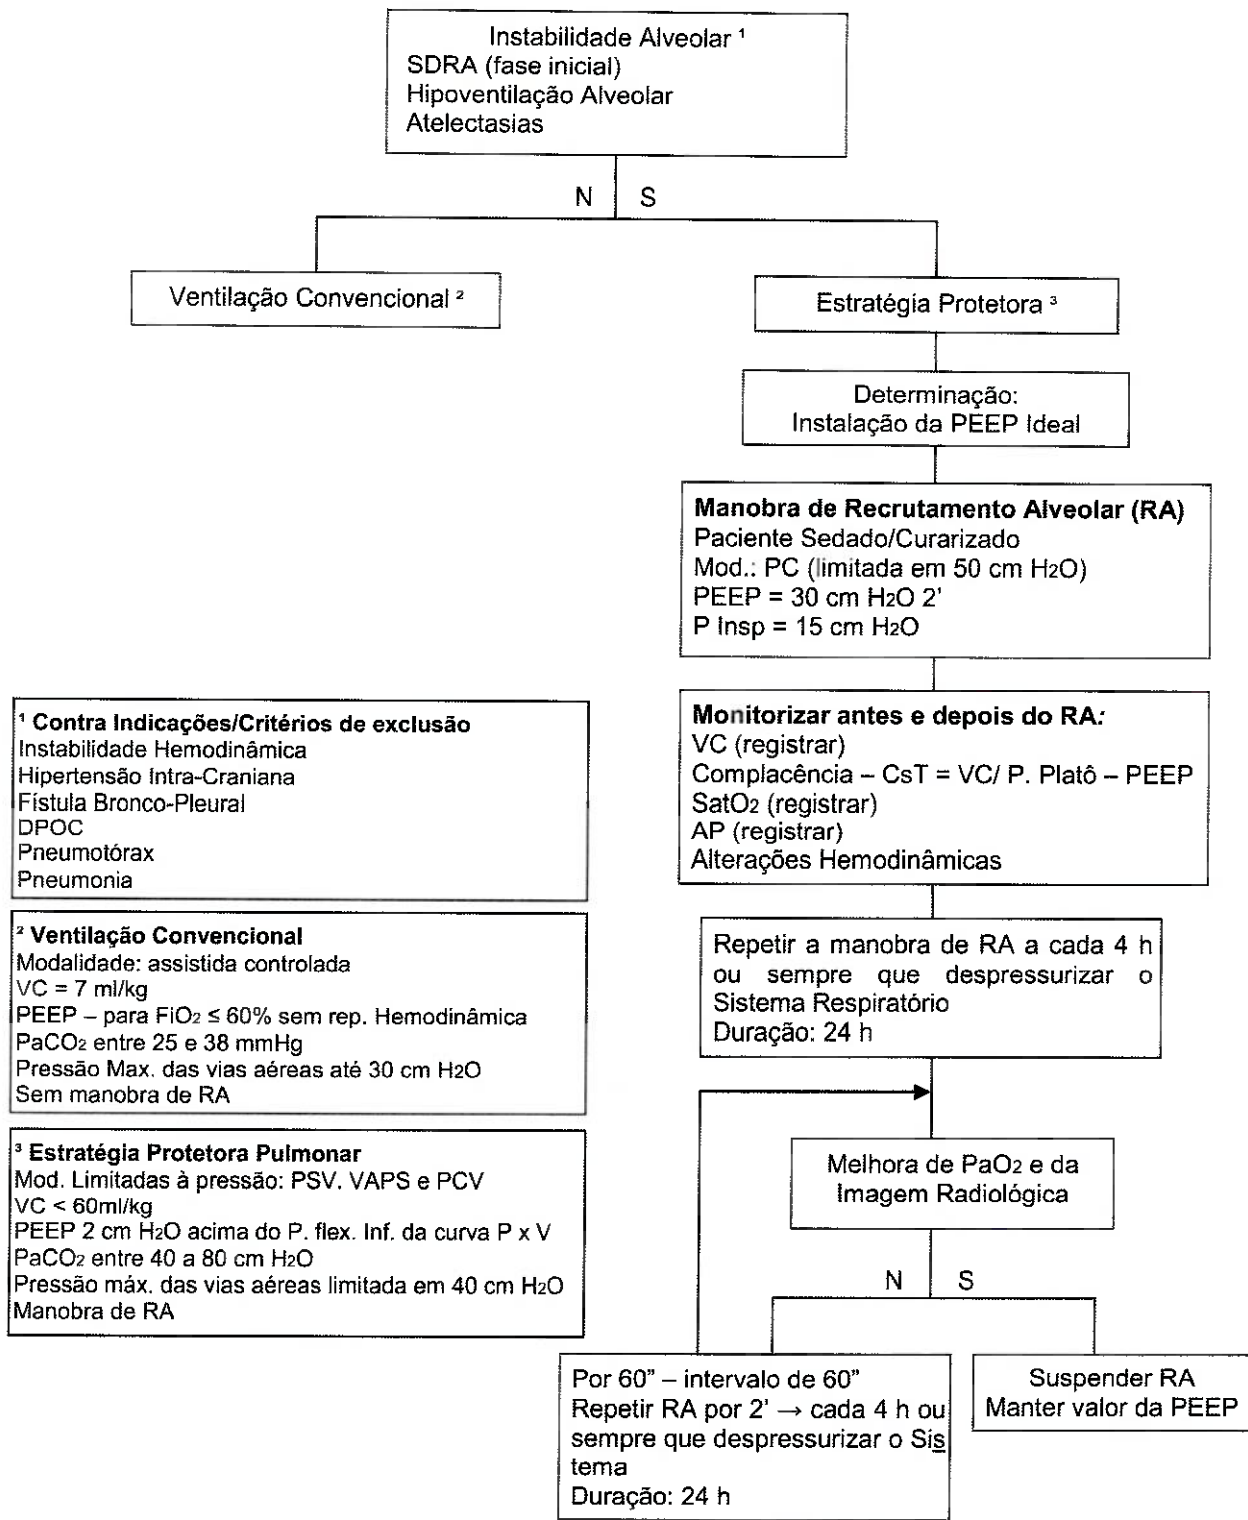 Instabilidade Alveolar ¹
SDRA (fase inicial)
Hipoventilação Alveolar
Atelectasias
N
S
Ventilação Convencional ²
Estratégia Protetora ³
Determinação:
Instalação da PEEP Ideal
Manobra de Recrutamento Alveolar (RA)
Paciente Sedado/Curarizado
Mod.: PC (limitada em 50 cm H2O)
PEEP = 30 cm H2O 2'
P Insp = 15 cm H2O
¹ Contra Indicações/Critérios de exclusão
Instabilidade Hemodinâmica
Hipertensão Intra-Craniana
Fístula Bronco-Pleural
DPOC
Pneumotórax
Pneumonia
Monitorizar antes e depois do RA:
VC (registrar)
Complacência – CsT = VC/ P. Platô – PEEP
SatO2 (registrar)
AP (registrar)
Alterações Hemodinâmicas
² Ventilação Convencional
Modalidade: assistida controlada
VC = 7 ml/kg
PEEP – para FiO2 ≤ 60% sem rep. Hemodinâmica
PaCO2 entre 25 e 38 mmHg
Pressão Max. das vias aéreas até 30 cm H2O
Sem manobra de RA
Repetir a manobra de RA a cada 4 h
ou sempre que despressurizar o
Sistema Respiratório
Duração: 24 h
³ Estratégia Protetora Pulmonar
Mod. Limitadas à pressão: PSV. VAPS e PCV
VC < 60ml/kg
PEEP 2 cm H2O acima do P. flex. Inf. da curva P x V
PaCO2 entre 40 a 80 cm H2O
Pressão máx. das vias aéreas limitada em 40 cm H2O
Manobra de RA
Melhora de PaO2 e da
Imagem Radiológica
N
S
Por 60" – intervalo de 60"
Repetir RA por 2' → cada 4 h ou
sempre que despressurizar o Sis
tema
Duração: 24 h
Suspender RA
Manter valor da PEEP